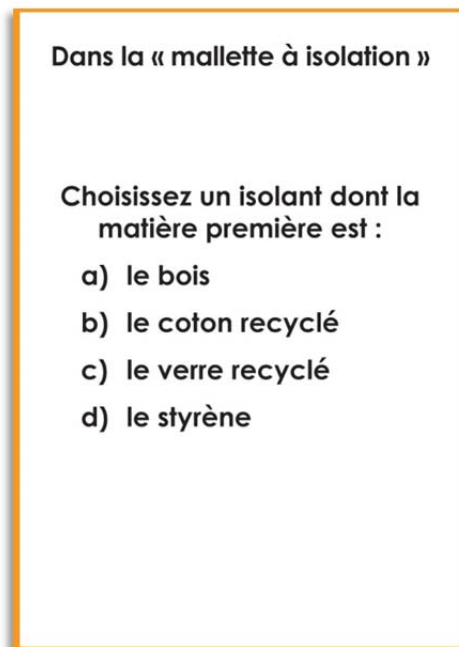 Dans la « mallette à isolation »
Choisissez un isolant dont la
matière première est :
a) le bois
b) le coton recyclé
c) le verre recyclé
d) le styrène